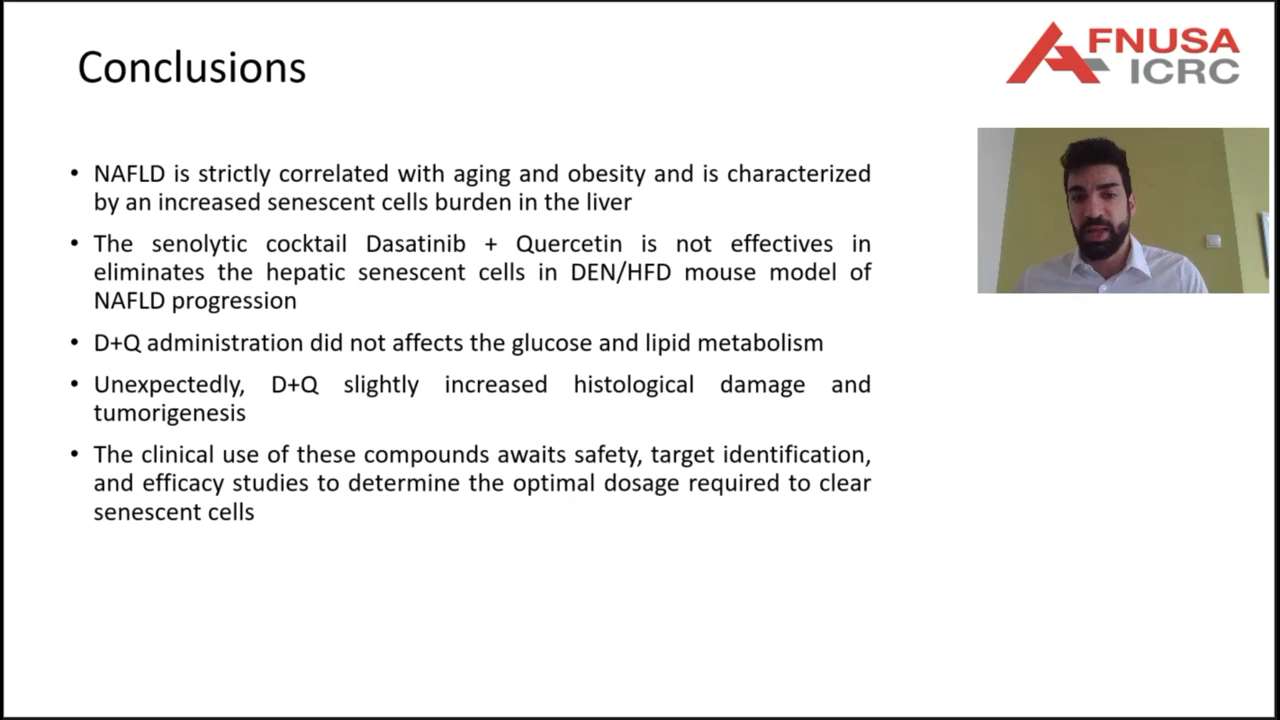 Conclusions
FNUSA
ICRC
• NAFLD is strictly correlated with aging and obesity and is characterized
by an increased senescent cells burden in the liver
• The senolytic cocktail Dasatinib + Quercetin is not effectives in
eliminates the hepatic senescent cells in DEN/HFD mouse model of
NAFLD progression
• D+Q administration did not affects the glucose and lipid metabolism
• Unexpectedly, D+Q slightly increased histological damage and
tumorigenesis
• The clinical use of these compounds awaits safety, target identification,
and efficacy studies to determine the optimal dosage required to clear
senescent cells